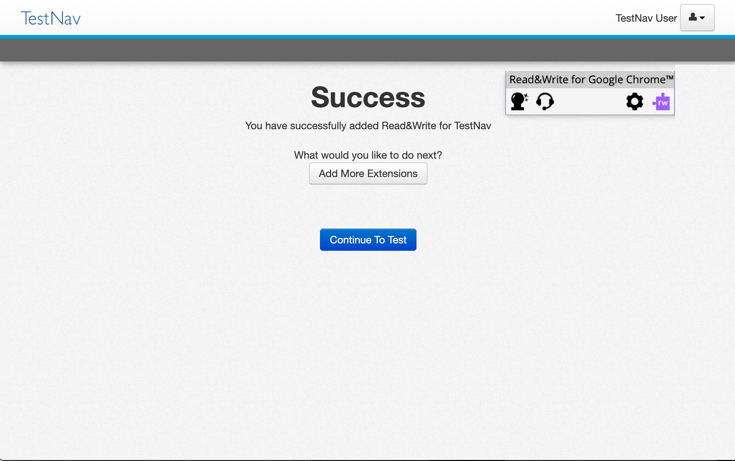 TestNav
TestNav User
Read&Write for Google Chrome™
rw
Success
You have successfully added Read&Write for TestNav
What would you like to do next?
Add More Extensions
Continue To Test